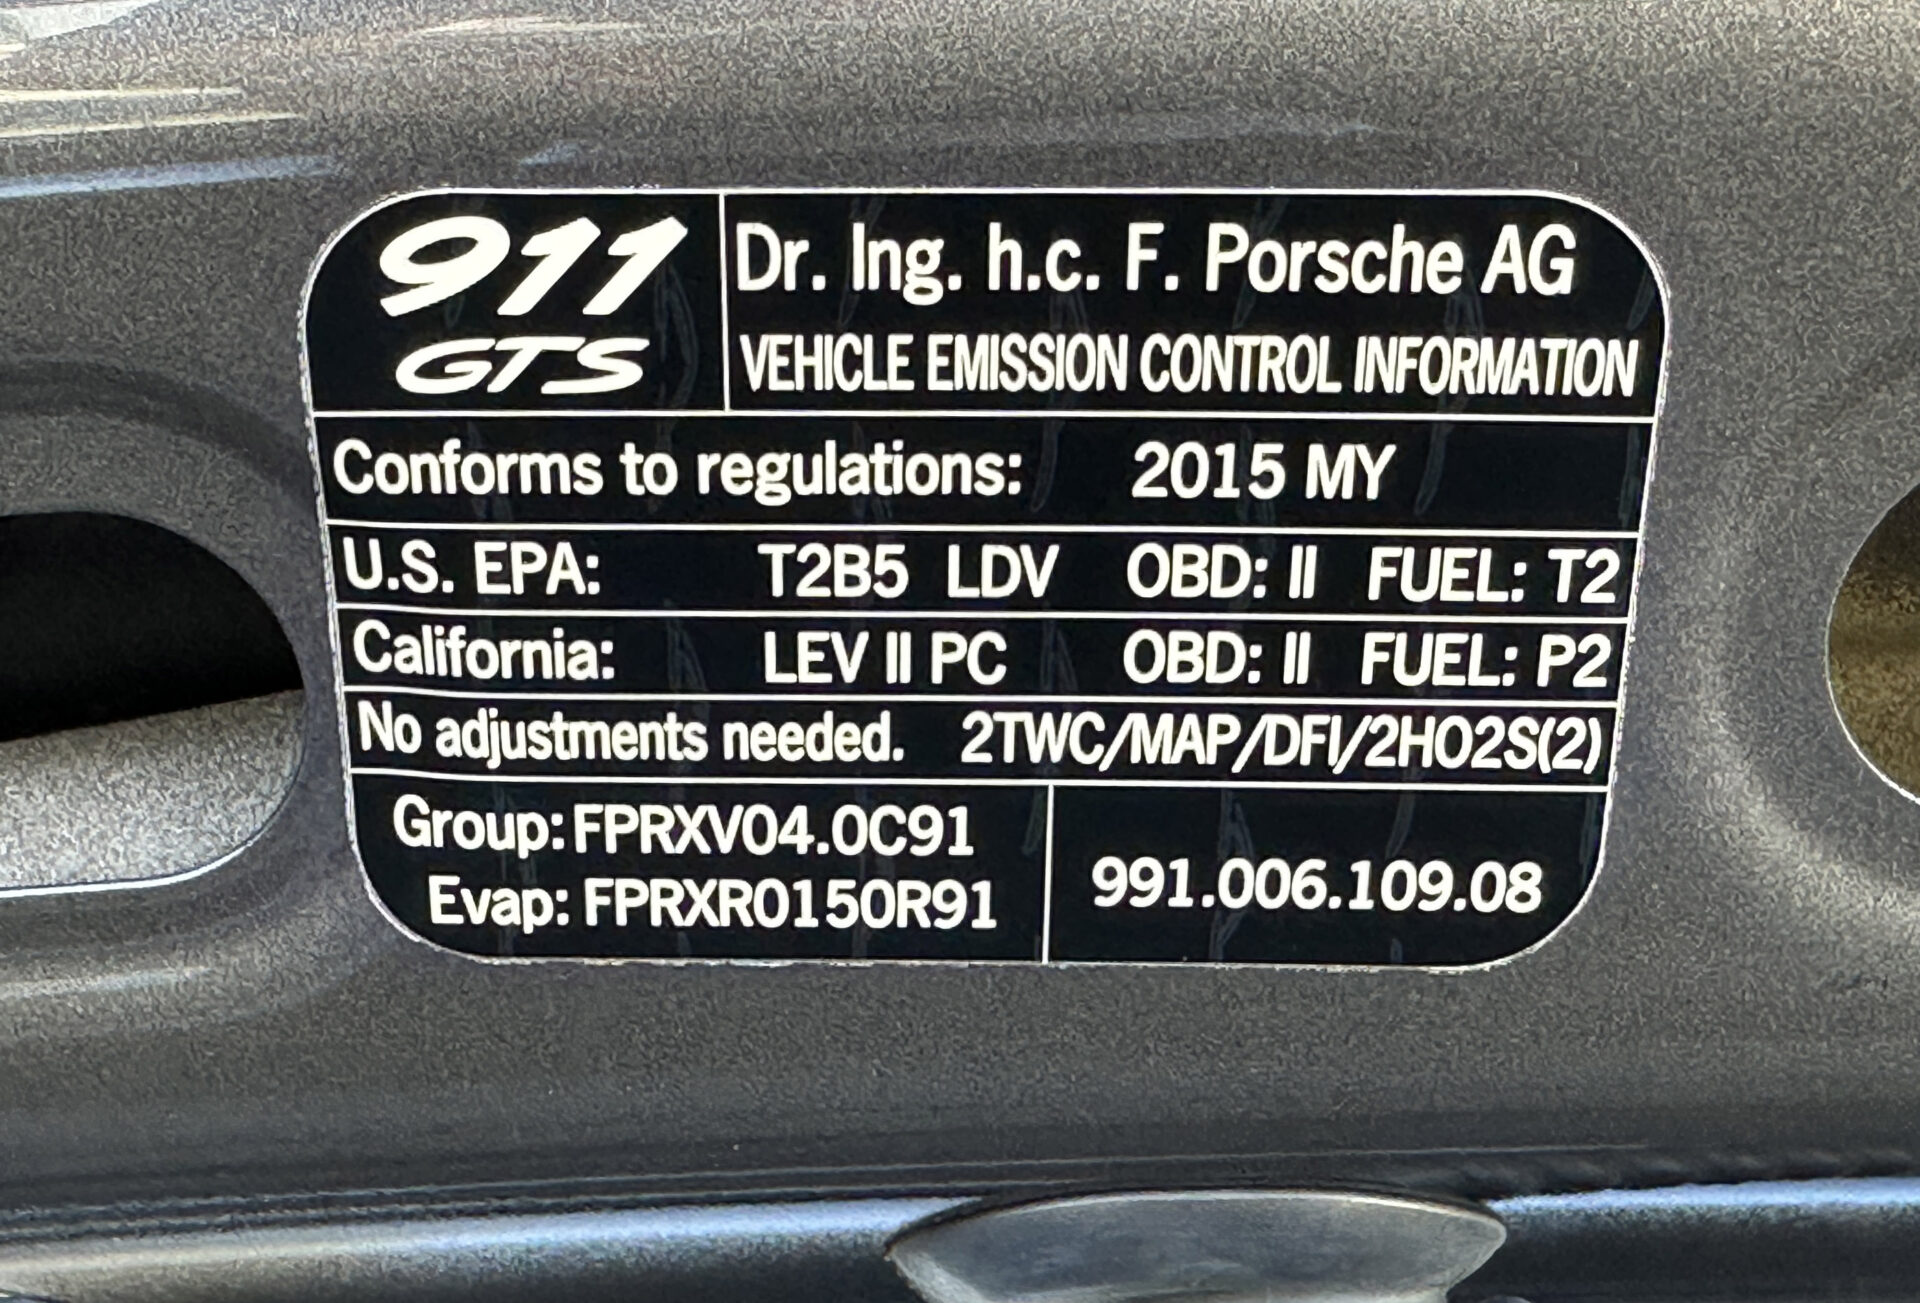 911
GTS
Dr. Ing. h.c. F. Porsche AG
VEHICLE EMISSION CONTROL INFORMATION
Conforms to regulations: 2015 MY
U.S. EPA: T2B5 LDV OBD: II FUEL: T2
California: LEV II PC OBD: II FUEL: P2
No adjustments needed. 2TWC/MAP/DFI/2HO2S(2)
Group: FPRXV04.0C91
Evap: FPRXR0150R91
991.006.109.08